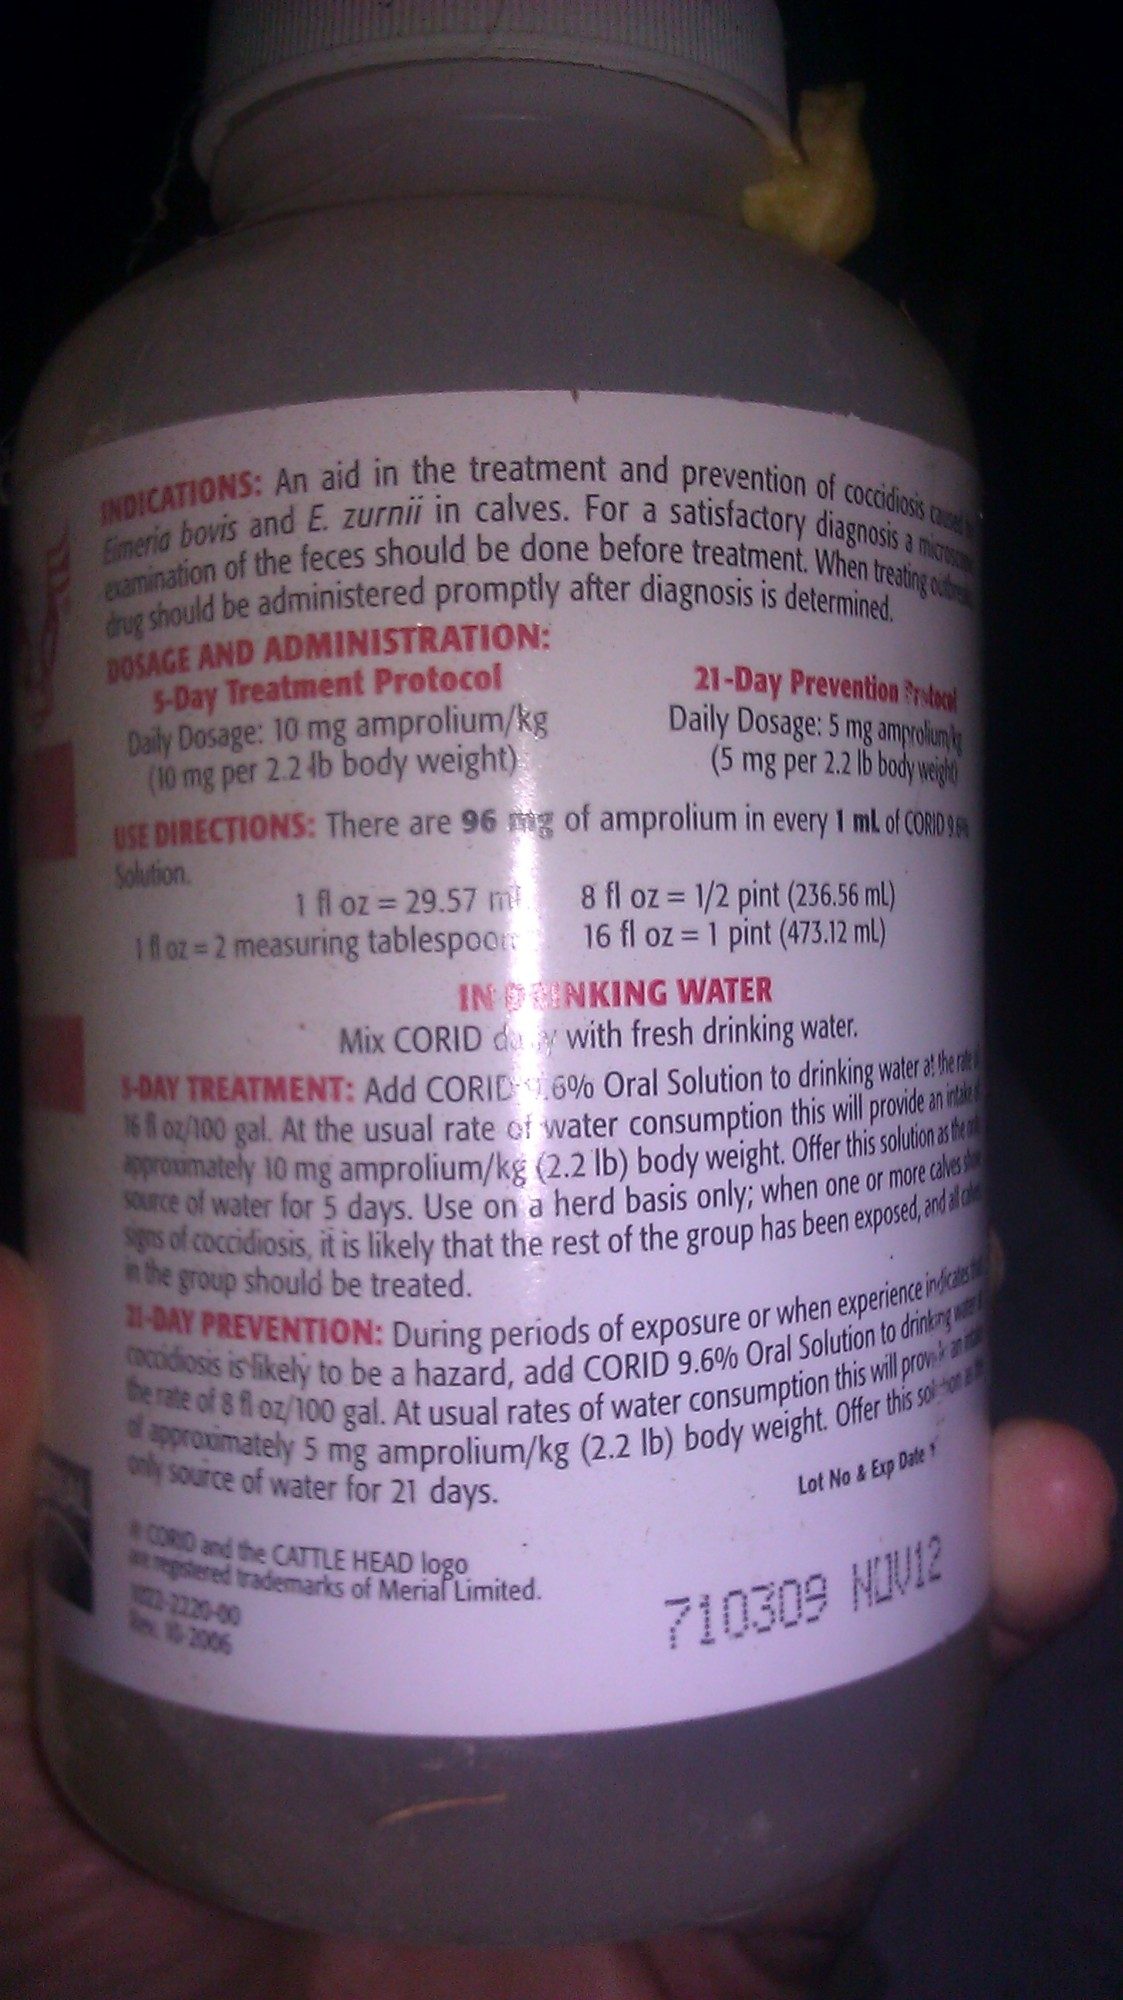 INDICATIONS: An aid in the treatment and prevention of coccidiosis caused
Eimeria bovis and E. zurnii in calves. For a satisfactory diagnosis a
examination of the feces should be done before treatment. When treating
drug should be administered promptly after diagnosis is determined.
DOSAGE AND ADMINISTRATION:
5-Day Treatment Protocol
Daily Dosage: 10 mg amprolium/kg
(10 mg per 2.2 lb body weight)
21-Day Prevention Protocol
Daily Dosage: 5 mg amprolium/kg
(5 mg per 2.2 lb body weight)
USE DIRECTIONS: There are 96 mg of amprolium in every 1 mL of CORID 9.6%
Solution.
1 fl oz = 29.57 mL
1 fl oz = 2 measuring
8 fl oz = 1/2 pint (236.56 mL)
16 fl oz = 1 pint (473.12 mL)
IN DRINKING WATER
Mix CORID daily with fresh drinking water.
5-DAY TREATMENT: Add CORID 9.6% Oral Solution to drinking water at the rate of
16 fl oz/100 gal. At the usual rate of water consumption this will provide an intake of
approximately 10 mg amprolium/kg (2.2 lb) body weight. Offer this solution as the only
source of water for 5 days. Use on a herd basis only; when one or more calves show
signs of coccidiosis, it is likely that the rest of the group has been exposed, and all calves
in the group should be treated.
21-DAY PREVENTION: During periods of exposure or when experience indicates that
coccidiosis is likely to be a hazard, add CORID 9.6% Oral Solution to drinking water at
the rate of 8 fl oz/100 gal. At usual rates of water consumption this will provide an intake
of approximately 5 mg amprolium/kg (2.2 lb) body weight. Offer this solution as the
only source of water for 21 days.
Lot No & Exp Date
® CORID and the CATTLE HEAD logo
are registered trademarks of Merial Limited.
1022-2220-00
Rev. 10-2006
710309 NOV12